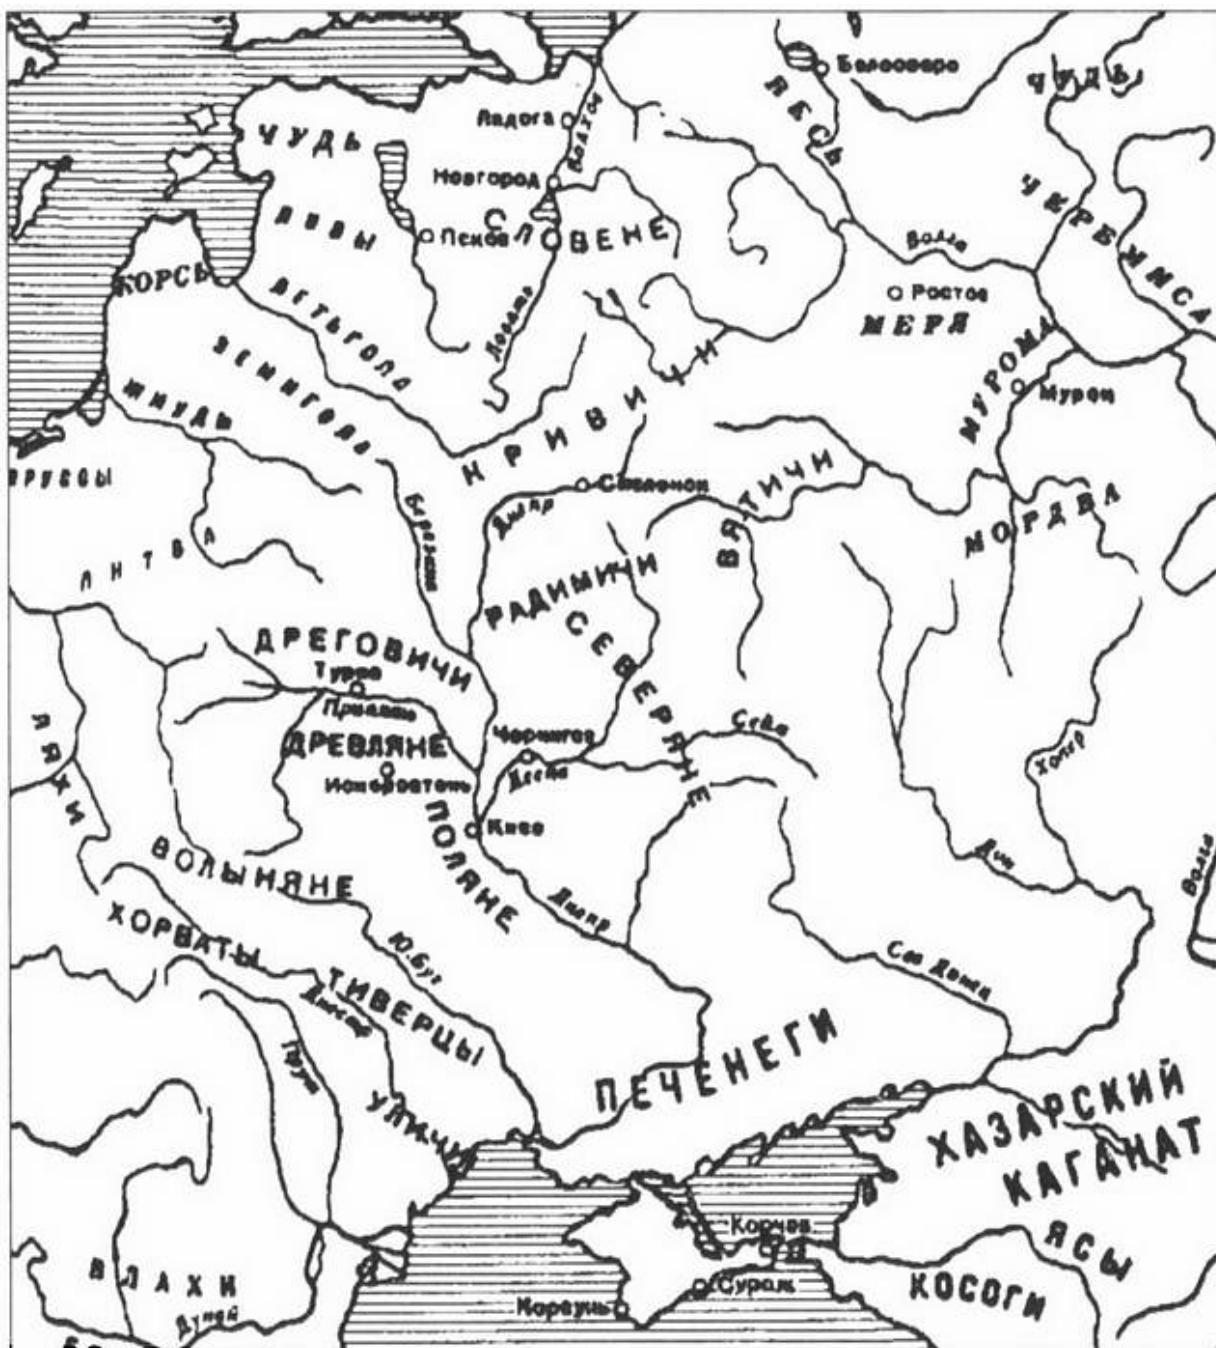 Белоозеро
ЧУДЬ
ВЕСЬ
Ладога
Волхов
ЧУДЬ
Новгород
ЧЕРЕМИСА
ЛИВЫ
СЛОВЕНЕ
Псков
Волга
КОРСЬ
Ростов
ЛЕТЬГОЛА
Ловать
МЕРЯ
ЗЕМИГОЛА
МУРОМА
ЖМУДЬ
КРИВИЧИ
Муром
ПРУССЫ
Смоленск
Днепр
ВЯТИЧИ
Березина
МОРДВА
ЛИТВА
РАДИМИЧИ
СЕВЕРЯНЕ
ДРЕГОВИЧИ
Туров
Припять
ЛЯХИ
ДРЕВЛЯНЕ
Чернигов
Сейм
Хопер
Десна
Искоростень
ПОЛЯНЕ
Киев
Дон
Волга
ВОЛЫНЯНЕ
Днепр
ХОРВАТЫ
Ю.Буг
Сев Донец
ТИВЕРЦЫ
Днестр
Прут
ПЕЧЕНЕГИ
УЛИЧИ
ХАЗАРСКИЙ
КАГАНАТ
Корчев
ЯСЫ
ВЛАХИ
Сурож
КОСОГИ
Корсунь
Дунай